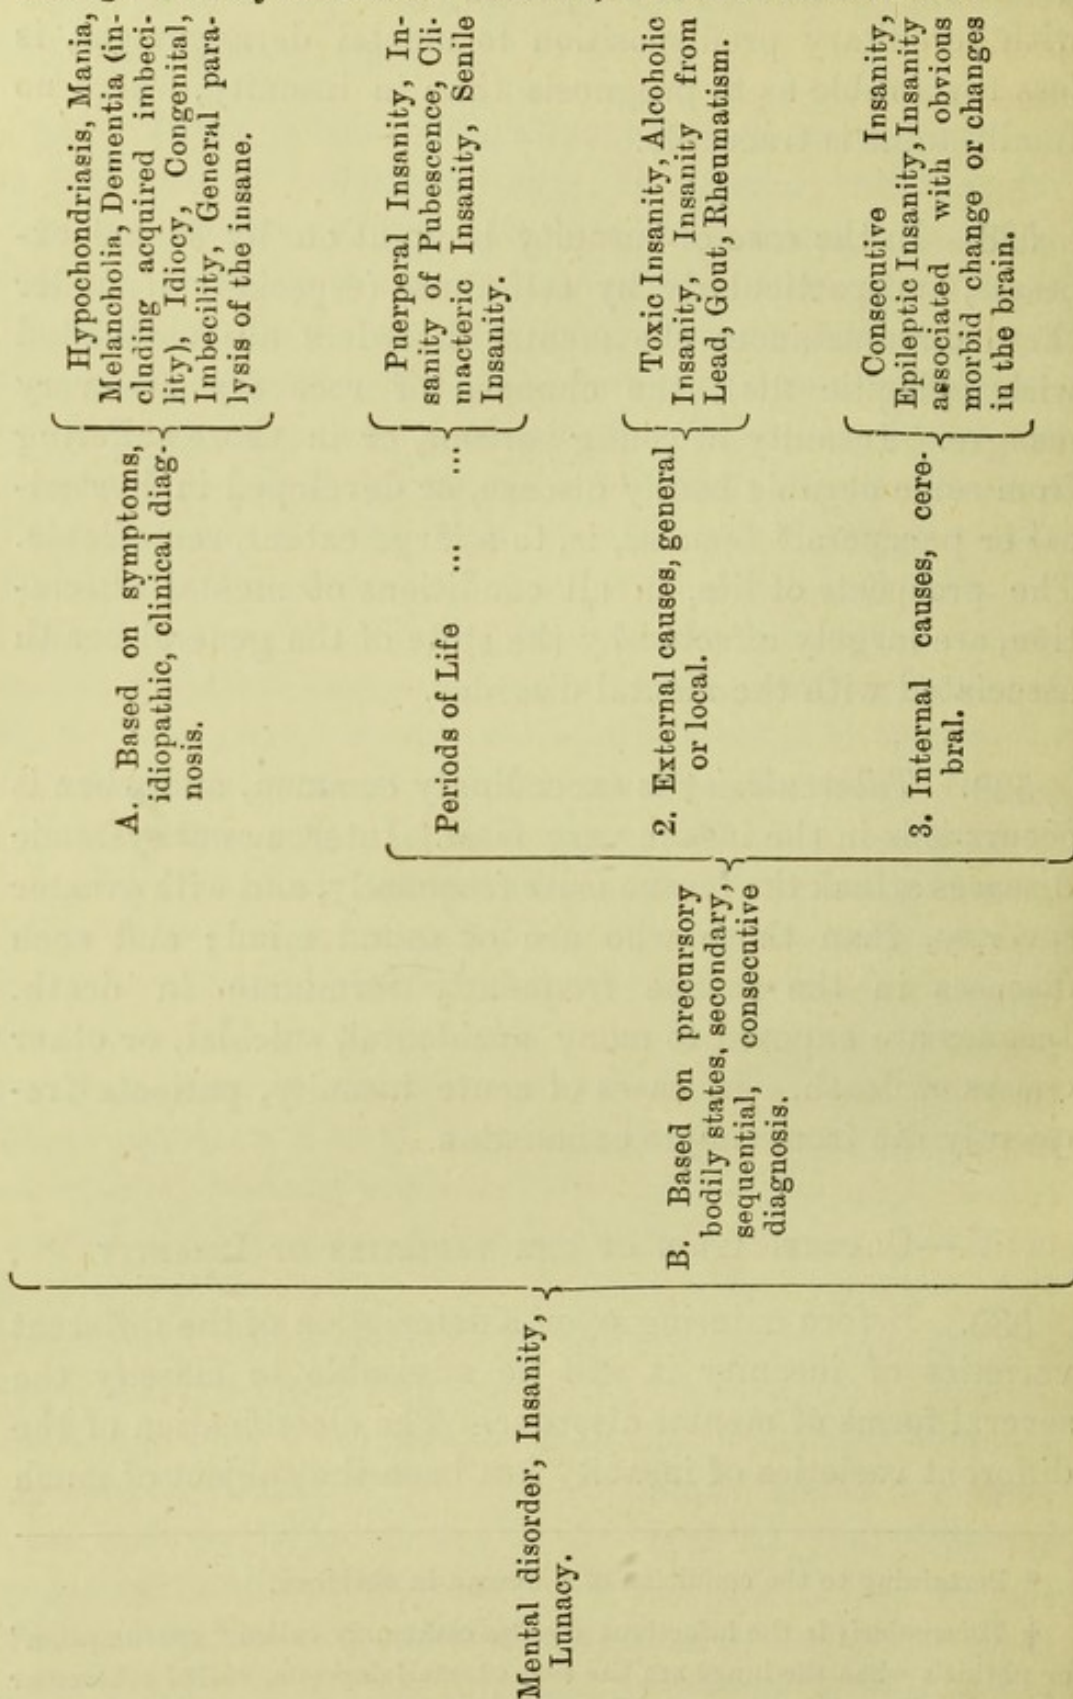 Mental disorder, Insanity,
Lunacy.
A. Based on symptoms,
idiopathic, clinical diag-
nosis.
Hypochondriasis, Mania,
Melancholia, Dementia (in-
cluding acquired imbeci-
lity), Idiocy, Congenital,
Imbecility, General para-
lysis of the insane.
B. Based on precursory
bodily states, secondary,
sequential, consecutive
diagnosis.
Periods of Life ... ...
Puerperal Insanity, In-
sanity of Pubescence, Cli-
macteric Insanity, Senile
Insanity.
2. External causes, general
or local.
Toxic Insanity, Alcoholic
Insanity, Insanity from
Lead, Gout, Rheumatism.
3. Internal causes, cere-
bral.
Consecutive Insanity,
Epileptic Insanity, Insanity
associated with obvious
morbid change or changes
in the brain.